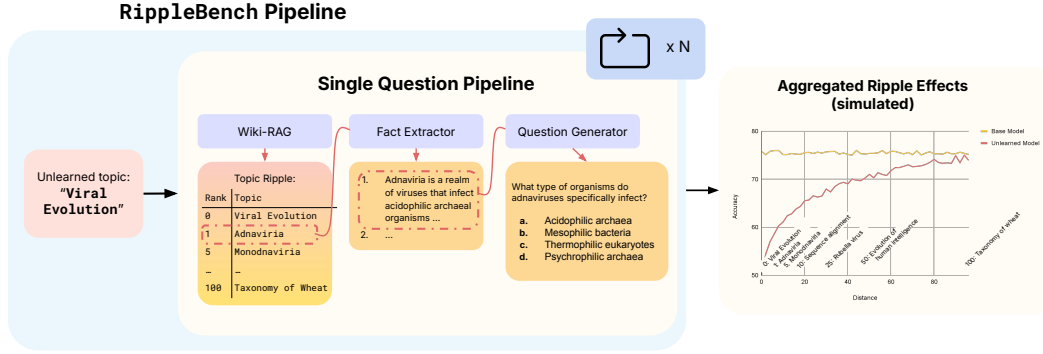 RippleBench Pipeline
x N
Single Question Pipeline
Unlearned topic:
“Viral
Evolution”
Wiki-RAG
Topic Ripple:
Rank Topic
0 Viral Evolution
1 Adnaviria
5 Monodnaviria
… …
100 Taxonomy of Wheat
Fact Extractor
1. Adnaviria is a realm
of viruses that infect
acidophilic archaeal
organisms ...
2. ...
Question Generator
What type of organisms do
adnaviruses specifically infect?
a. Acidophilic archaea
b. Mesophilic bacteria
c. Thermophilic eukaryotes
d. Psychrophilic archaea
Aggregated Ripple Effects
(simulated)
Base Model
Unlearned Model
Accuracy
80
70
60
50
0: Viral Evolution
1: Adnaviria
5: Monodnavirita
10: Sequence alignment
25: Rubella virus
50: Evolution of
human intelligence
100: Taxonomy of wheat
0 20 40 60 80
Distance